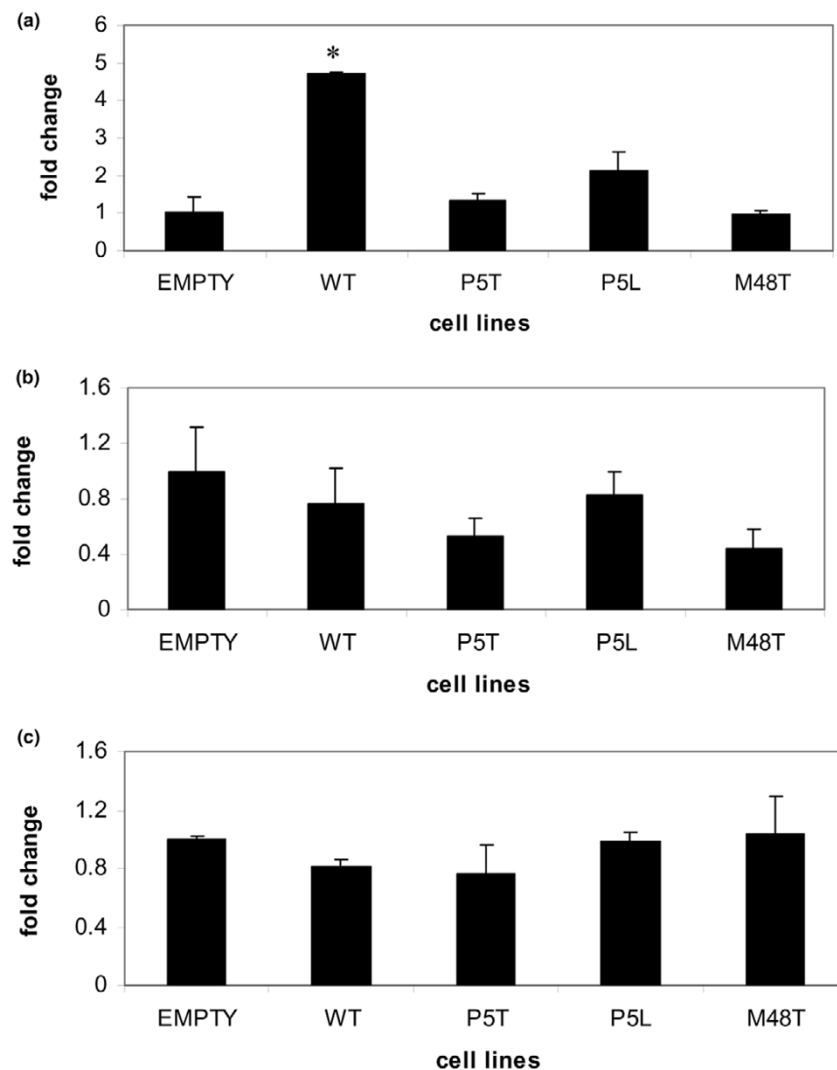 (a)
fold change
6
5
4
3
2
1
0
*
EMPTY WT P5T P5L M48T
cell lines
(b)
fold change
1.6
1.2
0.8
0.4
0
EMPTY WT P5T P5L M48T
cell lines
(c)
fold change
1.6
1.2
0.8
0.4
0
EMPTY WT P5T P5L M48T
cell lines